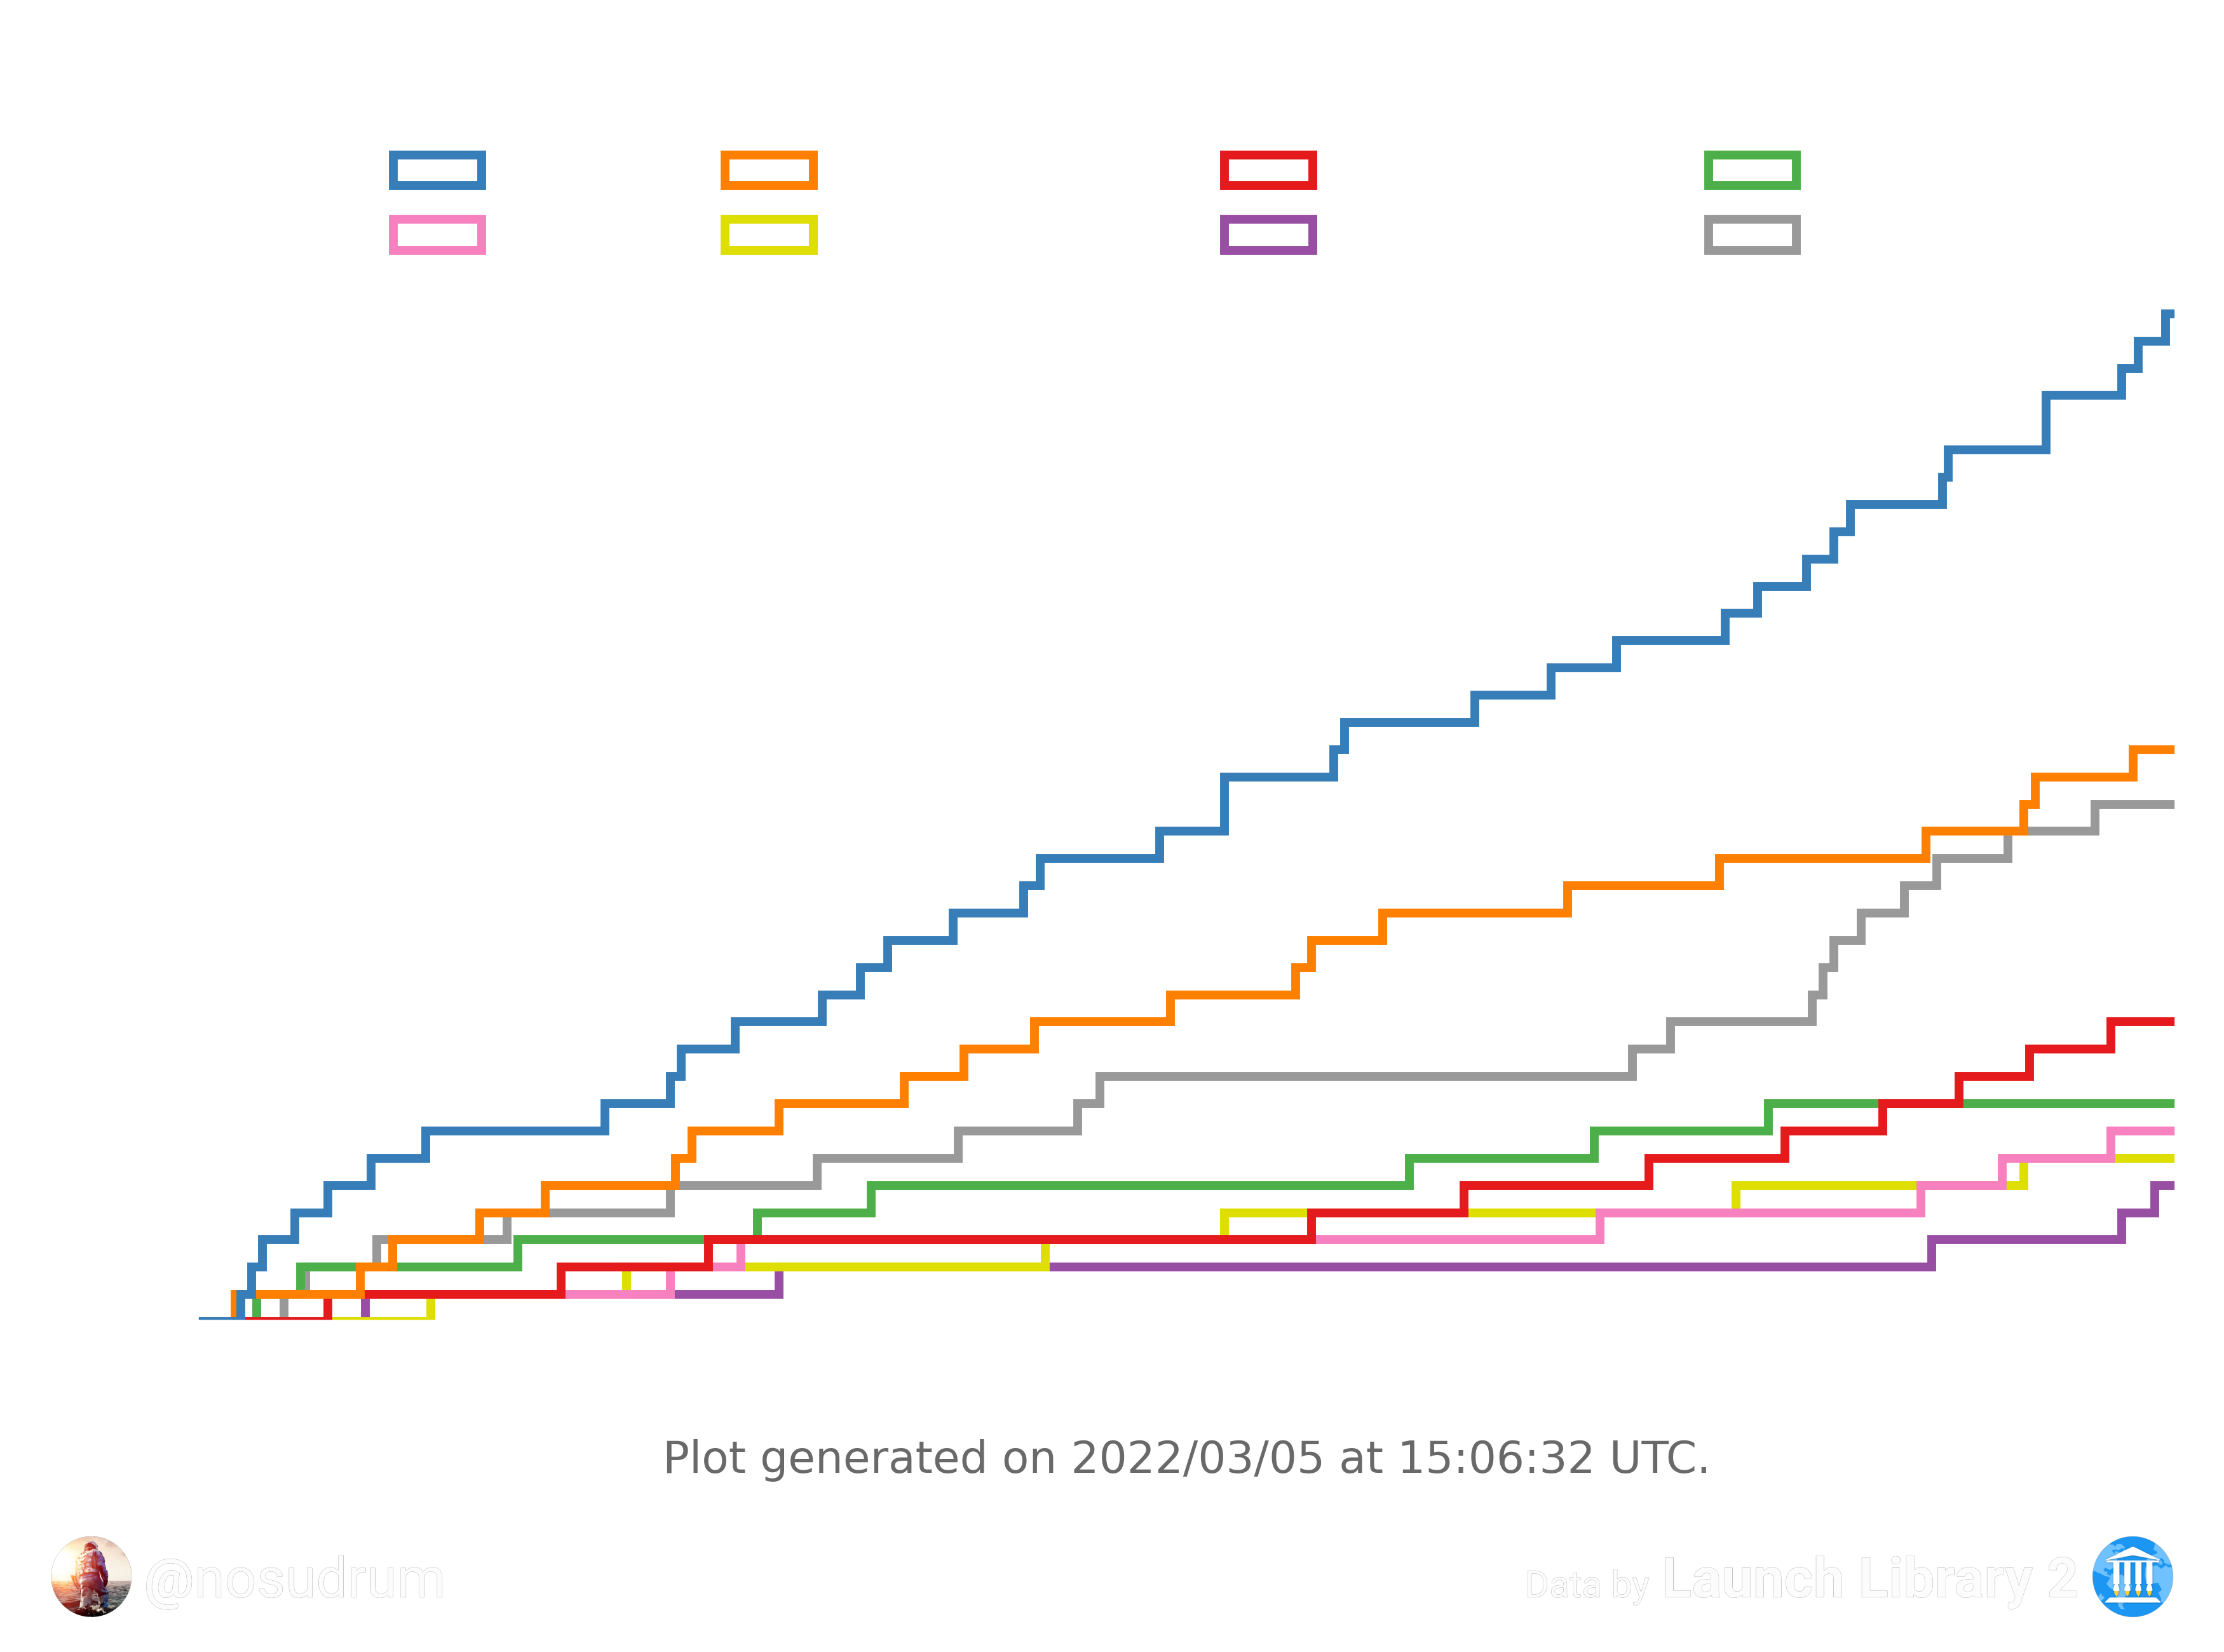 Plot generated on 2022/03/05 at 15:06:32 UTC.
@nosudrum
Data by Launch Library 2